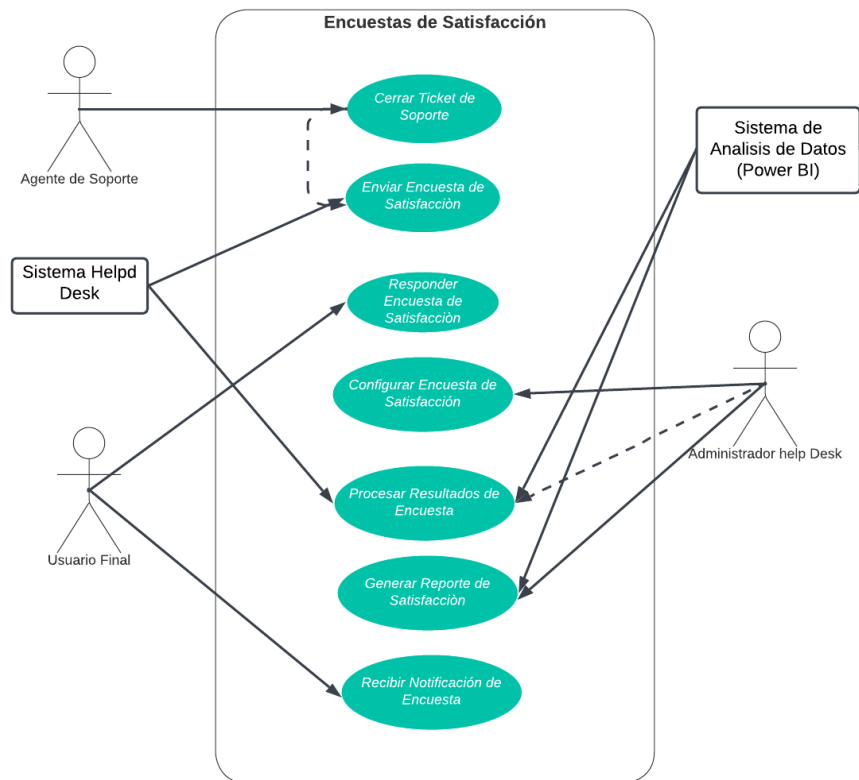 Encuestas de Satisfacción
Cerrar Ticket de
Soporte
Agente de Soporte
Sistema de
Analisis de Datos
(Power BI)
Enviar Encuesta de
Satisfacciòn
Sistema Helpd
Desk
Responder
Encuesta de
Satisfacciòn
Configurar Encuesta de
Satisfacción
Administrador help Desk
Procesar Resultados de
Encuesta
Usuario Final
Generar Reporte de
Satisfacciòn
Recibir Notificación de
Encuesta